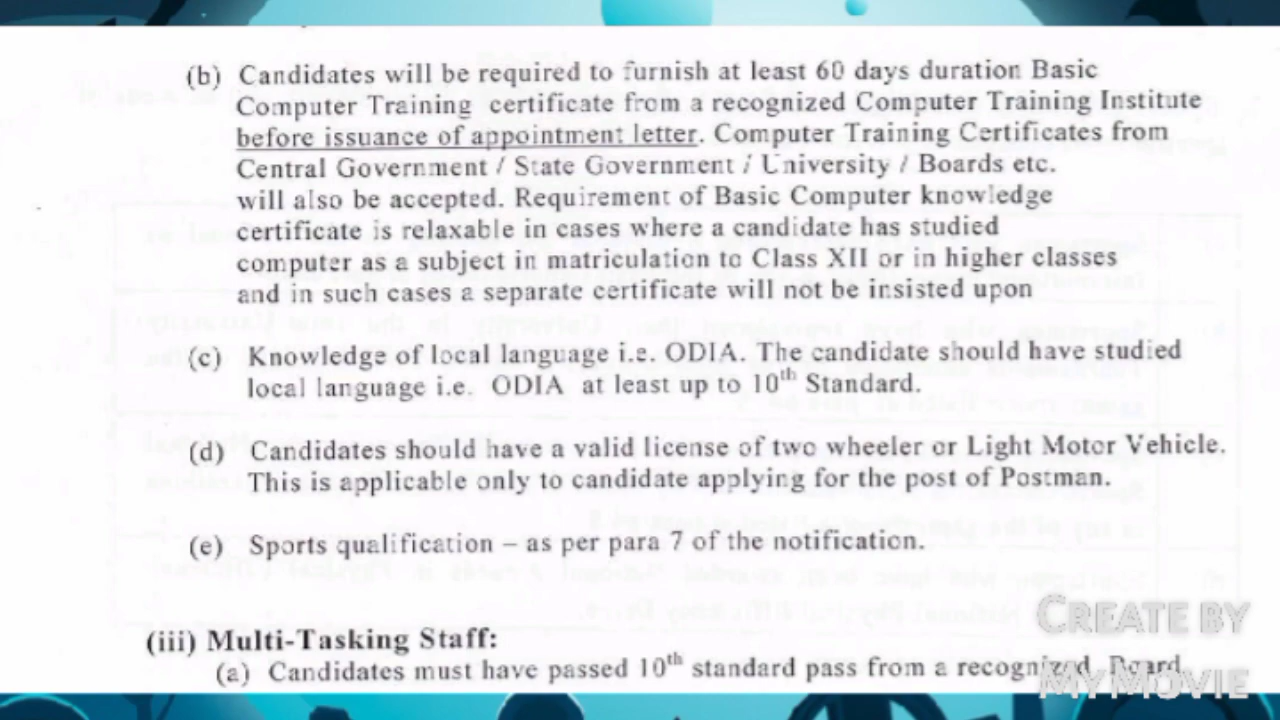 (b) Candidates will be required to furnish at least 60 days duration Basic
Computer Training certificate from a recognized Computer Training Institute
before issuance of appointment letter. Computer Training Certificates from
Central Government / State Government / University / Boards etc.
will also be accepted. Requirement of Basic Computer knowledge
certificate is relaxable in cases where a candidate has studied
computer as a subject in matriculation to Class XII or in higher classes
and in such cases a separate certificate will not be insisted upon
(c) Knowledge of local language i.e. ODIA. The candidate should have studied
local language i.e. ODIA at least up to 10th Standard.
(d) Candidates should have a valid license of two wheeler or Light Motor Vehicle.
This is applicable only to candidate applying for the post of Postman.
(e) Sports qualification – as per para 7 of the notification.
(iii) Multi-Tasking Staff:
(a) Candidates must have passed 10th standard pass from a recognized Board
CREATE BY
MY MOVIE